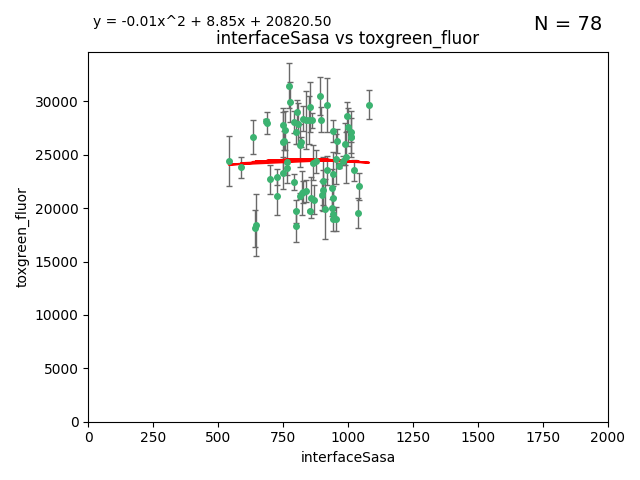 y = -0.01x^2 + 8.85x + 20820.50
N = 78
interfaceSasa vs toxgreen_fluor
30000
25000
20000
15000
10000
5000
0
toxgreen_fluor
0 250 500 750 1000 1250 1500 1750 2000
interfaceSasa